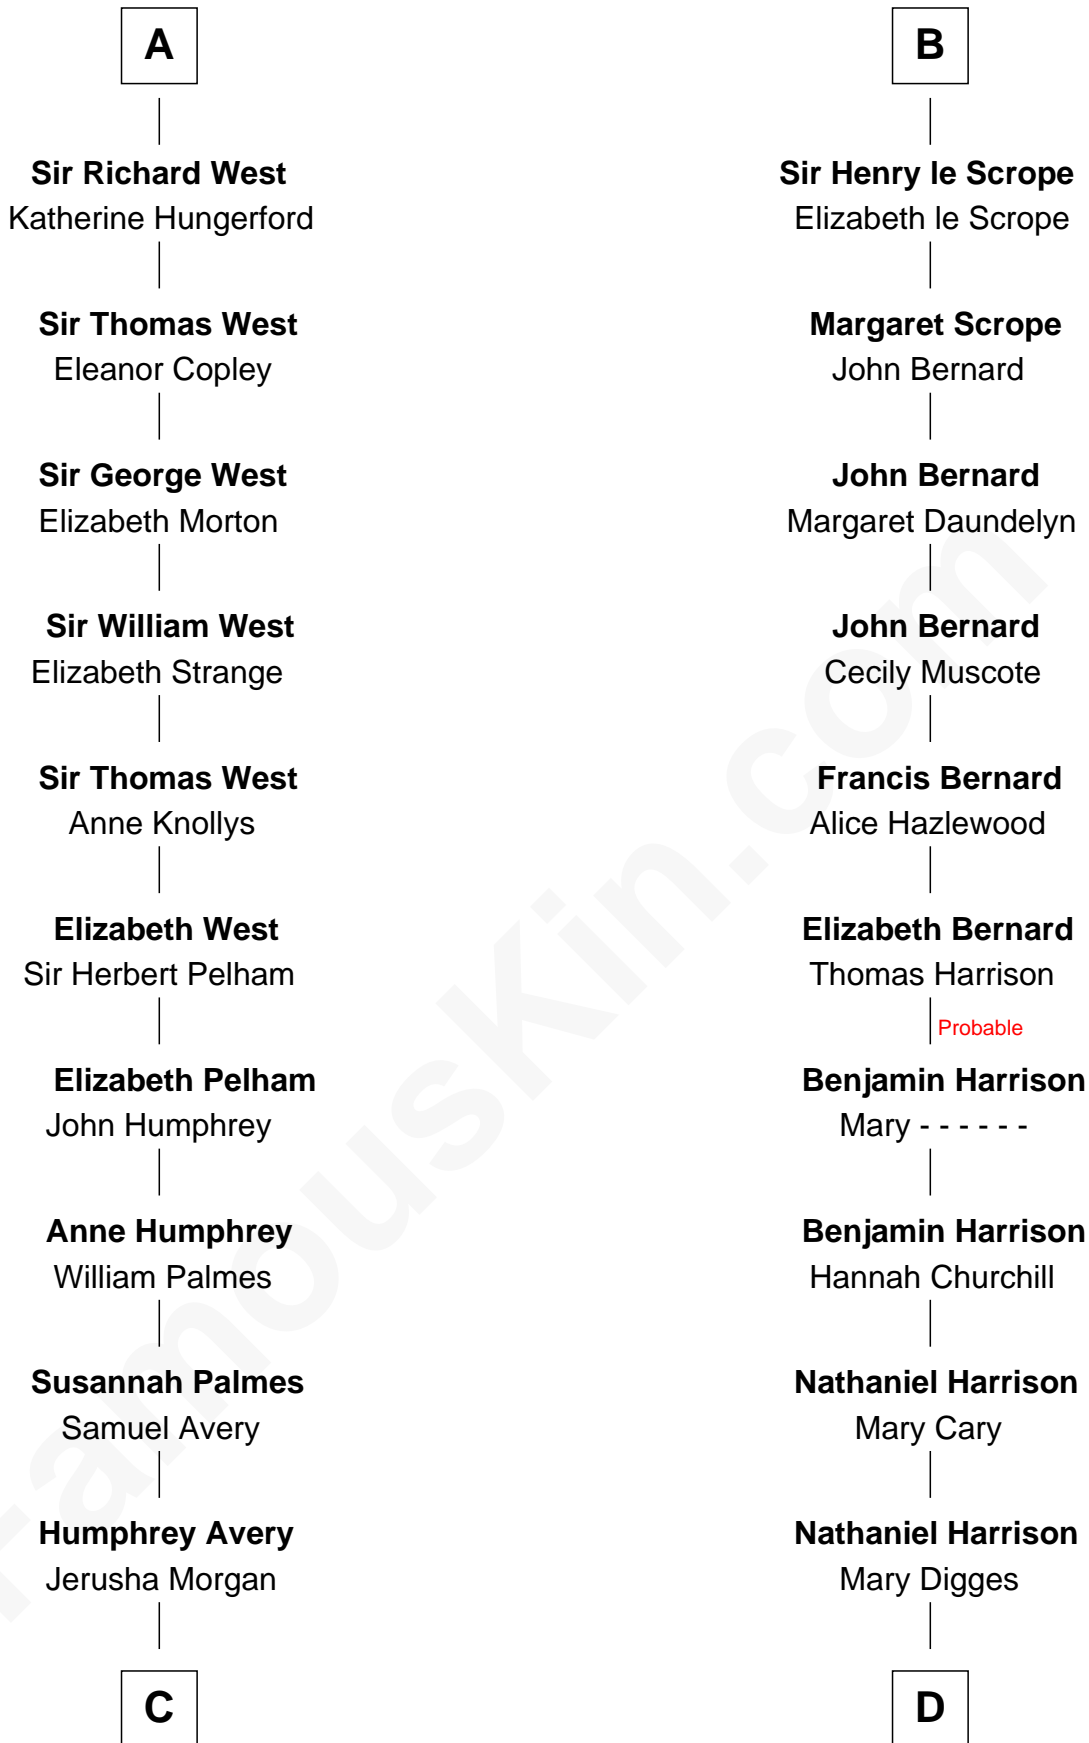 A
Sir Richard West
Katherine Hungerford
Sir Thomas West
Eleanor Copley
Sir George West
Elizabeth Morton
Sir William West
Elizabeth Strange
Sir Thomas West
Anne Knollys
Elizabeth West
Sir Herbert Pelham
Elizabeth Pelham
John Humphrey
Anne Humphrey
William Palmes
Susannah Palmes
Samuel Avery
Humphrey Avery
Jerusha Morgan
C
B
Sir Henry le Scrope
Elizabeth le Scrope
Margaret Scrope
John Bernard
John Bernard
Margaret Daundelyn
John Bernard
Cecily Muscote
Francis Bernard
Alice Hazlewood
Elizabeth Bernard
Thomas Harrison
Probable
Benjamin Harrison
Mary - - - - - -
Benjamin Harrison
Hannah Churchill
Nathaniel Harrison
Mary Cary
Nathaniel Harrison
Mary Digges
D
FamousKin.com